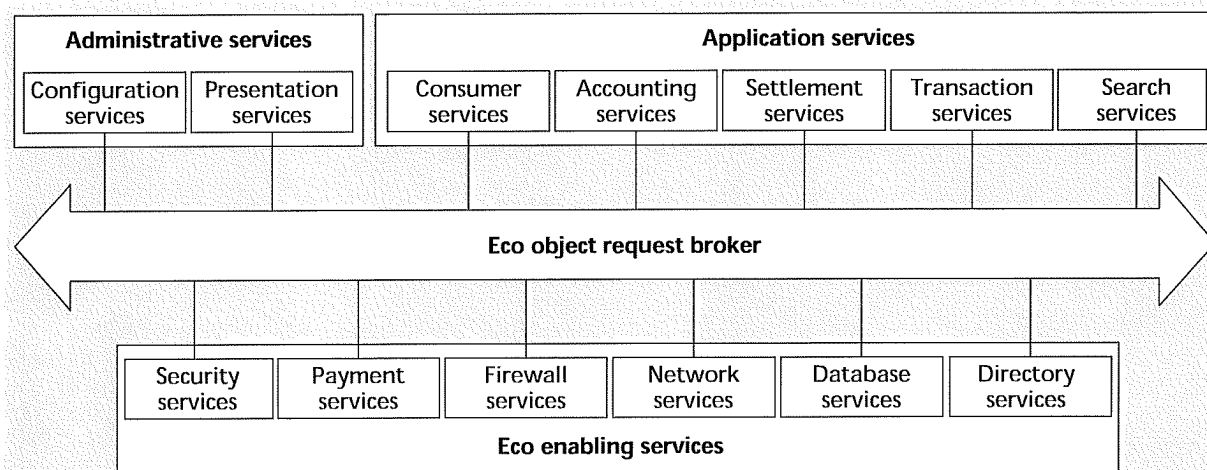 Administrative services
Configuration
services
Presentation
services
Application services
Consumer
services
Accounting
services
Settlement
services
Transaction
services
Search
services
Eco object request broker
Security
services
Payment
services
Firewall
services
Network
services
Database
services
Directory
services
Eco enabling services